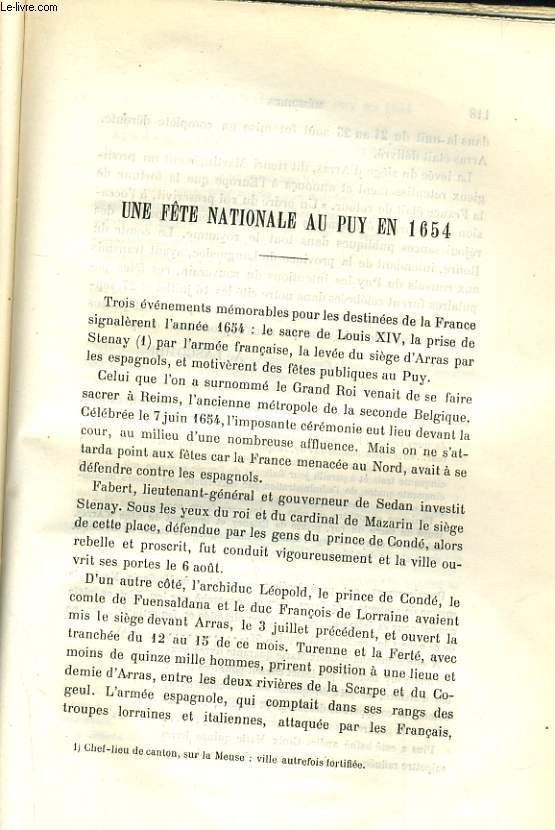 Le-livre.com
UNE FÊTE NATIONALE AU PUY EN 1654
Trois événements mémorables pour les destinées de la France
signalèrent l'année 1654 : le sacre de Louis XIV, la prise de
Stenay (1) par l'armée française, la levée du siège d'Arras par
les espagnols, et motivèrent des fêtes publiques au Puy.
Celui que l'on a surnommé le Grand Roi venait de se faire
sacrer à Reims, l'ancienne métropole de la seconde Belgique.
Célébrée le 7 juin 1654, l'imposante cérémonie eut lieu devant la
cour, au milieu d'une nombreuse affluence. Mais on ne s'at-
tarda point aux fêtes car la France menacée au Nord, avait à se
défendre contre les espagnols.
Fabert, lieutenant-général et gouverneur de Sedan investit
Stenay. Sous les yeux du roi et du cardinal de Mazarin le siège
de cette place, défendue par les gens du prince de Condé, alors
rebelle et proscrit, fut conduit vigoureusement et la ville ou-
vrit ses portes le 6 août.
D'un autre côté, l'archiduc Léopold, le prince de Condé, le
comte de Fuensaldana et le duc François de Lorraine avaient
mis le siège devant Arras, le 3 juillet précédent, et ouvert la
tranchée du 12 au 15 de ce mois. Turenne et la Ferté, avec
moins de quinze mille hommes, prirent position à une lieue et
demie d'Arras, entre les deux rivières de la Scarpe et du Co-
geul. L'armée espagnole, qui comptait dans ses rangs des
troupes lorraines et italiennes, attaquée par les Français,
1) Chef-lieu de canton, sur la Meuse : ville autrefois fortifiée.